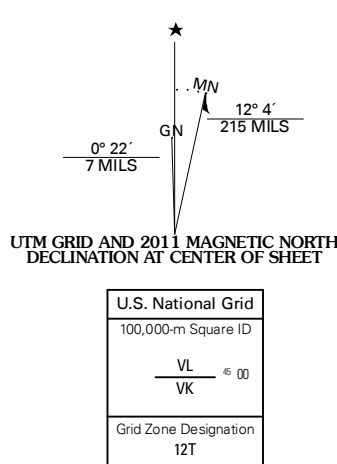 ★
MN
12° 4´
215 MILS
GN
0° 22´
7 MILS
UTM GRID AND 2011 MAGNETIC NORTH
DECLINATION AT CENTER OF SHEET
U.S. National Grid
100,000-m Square ID
VL
45 00
VK
Grid Zone Designation
12T